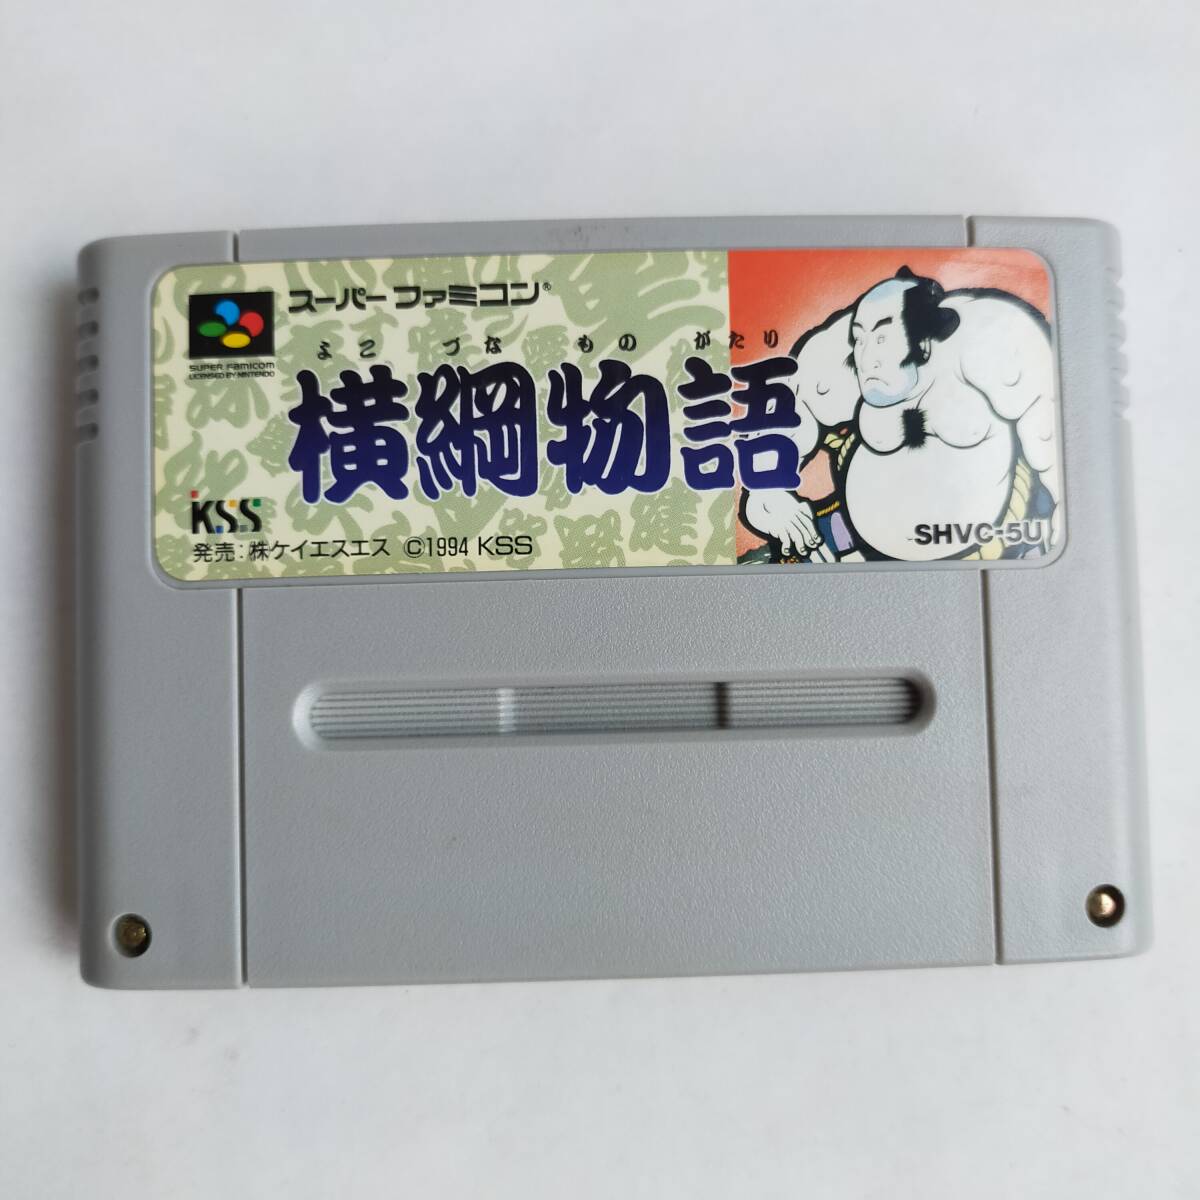 スーパーファミコン®
SUPER Famicom
LICENSED BY NINTENDO
よこ づな もの がたり
横綱物語
KSS
発売:㈱ケイエスエス ©1994 KSS
SHVC-5U